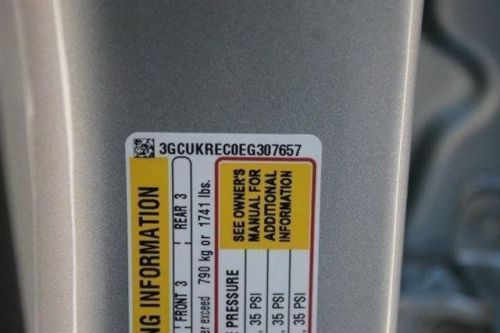 3GCUKREC0EG307657
NG INFORMATION
FRONT 3 REAR 3
er exceed 790 kg or 1741 lbs.
E PRESSURE
SEE OWNER'S
MANUAL FOR
ADDITIONAL
INFORMATION
, 35 PSI
, 35 PSI
, 35 PSI